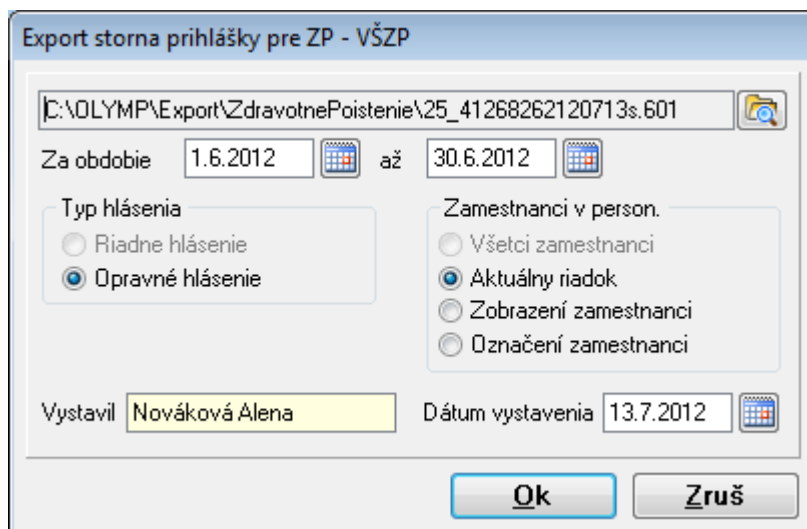 Export storna prihlášky pre ZP - VŠZP
C:\OLYMP\Export\ZdravotnePoistenie\25_41268262120713s.601
Za obdobie 1.6.2012 až 30.6.2012
Typ hlásenia
Riadne hlásenie
Opravné hlásenie
Zamestnanci v person.
Všetci zamestnanci
Aktuálny riadok
Zobrazení zamestnanci
Označení zamestnanci
Vystavil Nováková Alena Dátum vystavenia 13.7.2012
Ok Zruš